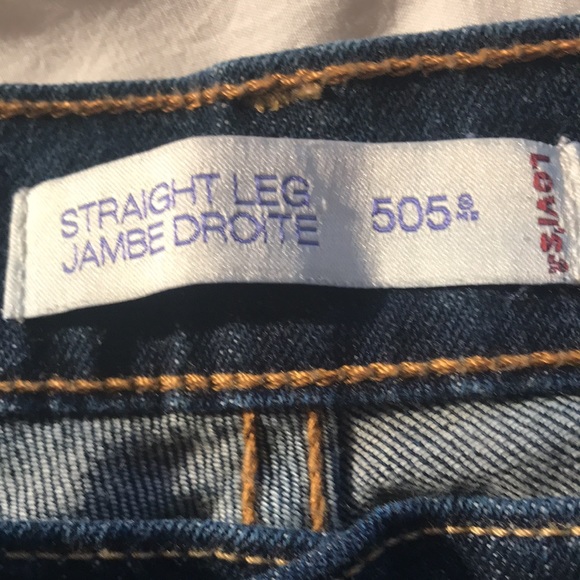 STRAIGHT LEG
JAMBE DROITE
505
LEVI'S